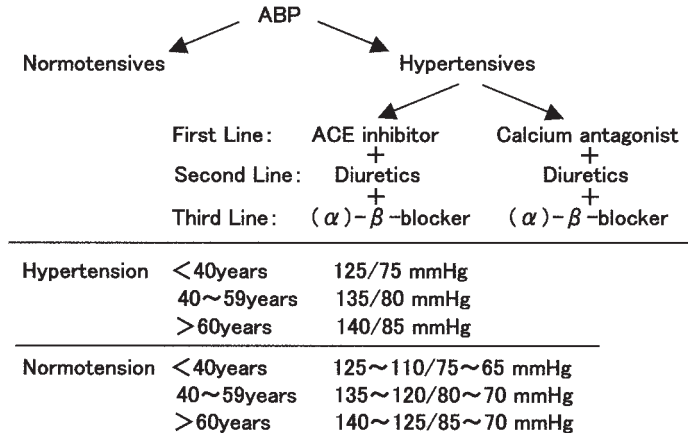 ABP
Normotensives Hypertensives
First Line: ACE inhibitor Calcium antagonist
+ +
Second Line: Diuretics Diuretics
+ +
Third Line: (α)-β-blocker (α)-β-blocker
Hypertension <40years 125/75 mmHg
40~59years 135/80 mmHg
>60years 140/85 mmHg
Normotension <40years 125~110/75~65 mmHg
40~59years 135~120/80~70 mmHg
>60years 140~125/85~70 mmHg